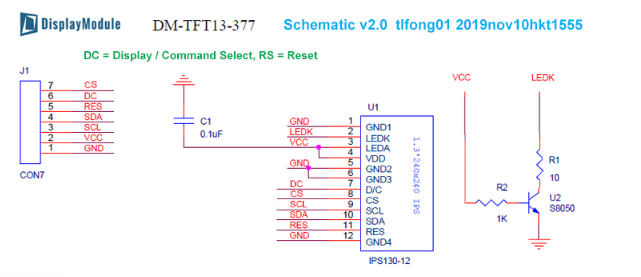 DisplayModule DM-TFT13-377 Schematic v2.0 tlfong01 2019nov10hkt1555
DC = Display / Command Select, RS = Reset
J1
7 CS
6 DC
5 RES
4 SDA
3 SCL
2 VCC
1 GND
CON7
C1
0.1uF
U1
GND 1 GND1
LEDK 2 LEDK
VCC 3 LEDA
4 VDD
GND 5 GND2
6 GND3
DC 7 D/C
CS 8 CS
SCL 9 SCL
SDA 10 SDA
RES 11 RES
GND 12 GND4
1.3*240x240 IPS
IPS130-12
VCC LEDK
R1
10
R2
1K
U2
S8050